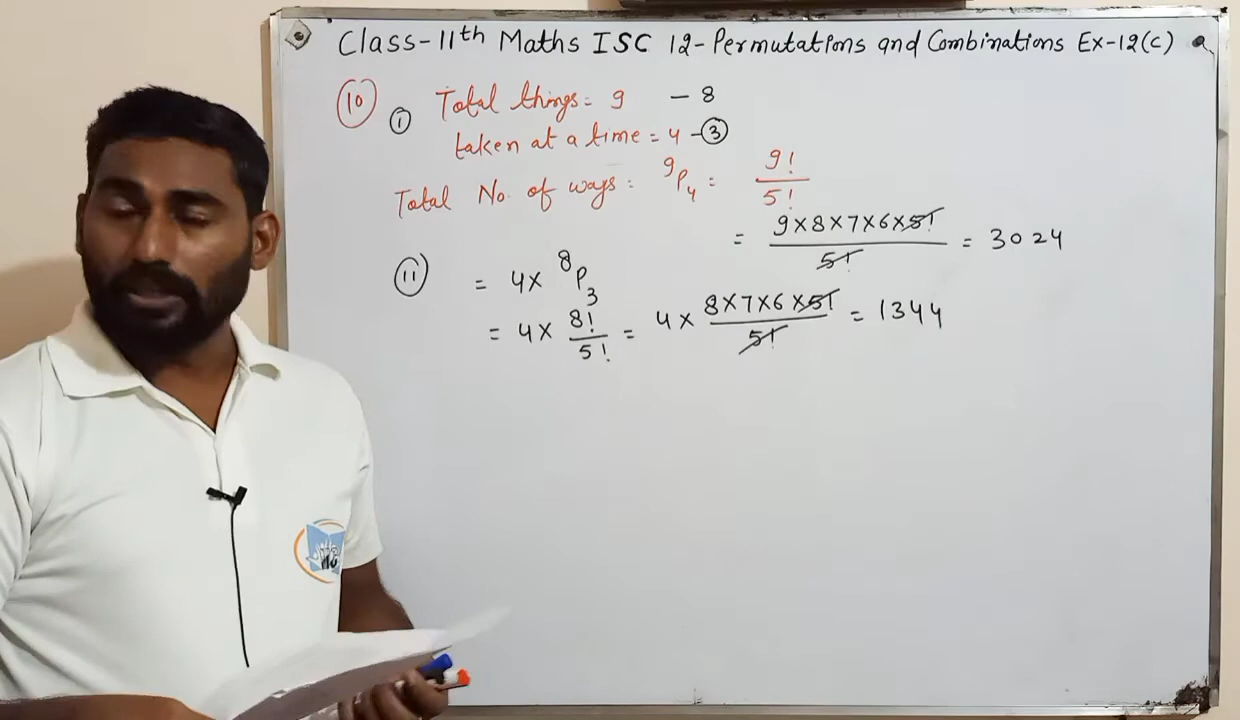 Class-11th Maths ISC 12-Permutations and Combinations Ex-12(c)
10 i Total things = 9 - 8
taken at a time = 4 - 3
Total No. of ways = ⁹P₄ = 9!/5!
= 9×8×7×6×5!/5! = 3024
ii = 4× ⁸P₃
= 4× 8!/5! = 4× 8×7×6×5!/5! = 1344